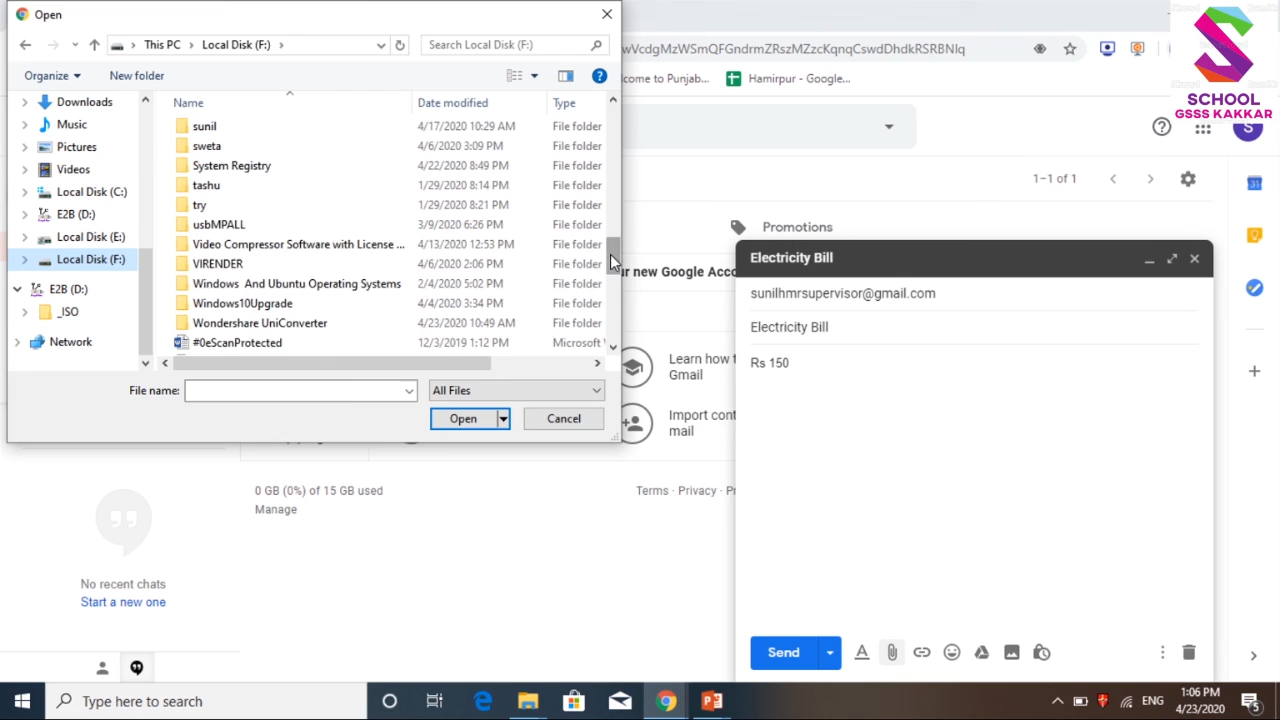 Open
This PC > Local Disk (F:) >
Search Local Disk (F:)
Organize
New folder
Name
Date modified
Type
Downloads
Music
Pictures
Videos
Local Disk (C:)
E2B (D:)
Local Disk (E:)
Local Disk (F:)
E2B (D:)
_ISO
Network
sunil 4/17/2020 10:29 AM File folder
sweta 4/6/2020 3:09 PM File folder
System Registry 4/22/2020 8:49 PM File folder
tashu 1/29/2020 8:14 PM File folder
try 1/29/2020 8:21 PM File folder
usbMPALL 3/9/2020 6:26 PM File folder
Video Compressor Software with License ... 4/13/2020 12:53 PM File folder
VIRENDER 4/6/2020 2:06 PM File folder
Windows And Ubuntu Operating Systems 2/4/2020 5:02 PM File folder
Windows10Upgrade 4/4/2020 3:34 PM File folder
Wondershare UniConverter 4/23/2020 10:49 AM File folder
#0eScanProtected 12/3/2019 1:12 PM Microsoft
File name:
All Files
Open
Cancel
wVcdgMzWSmQFGndrmZRszMZzcKqnqCswdDhdkRSRBNlq
come to Punjab...
Hamirpur - Google...
SCHOOL
GSSS KAKKAR
S
1–1 of 1
Promotions
ur new Google Acco
Learn how t
Gmail
Import cont
mail
0 GB (0%) of 15 GB used
Manage
Terms · Privacy · Pr
No recent chats
Start a new one
Electricity Bill
sunilhmrsupervisor@gmail.com
Electricity Bill
Rs 150
Send
Type here to search
ENG
1:06 PM
4/23/2020
5